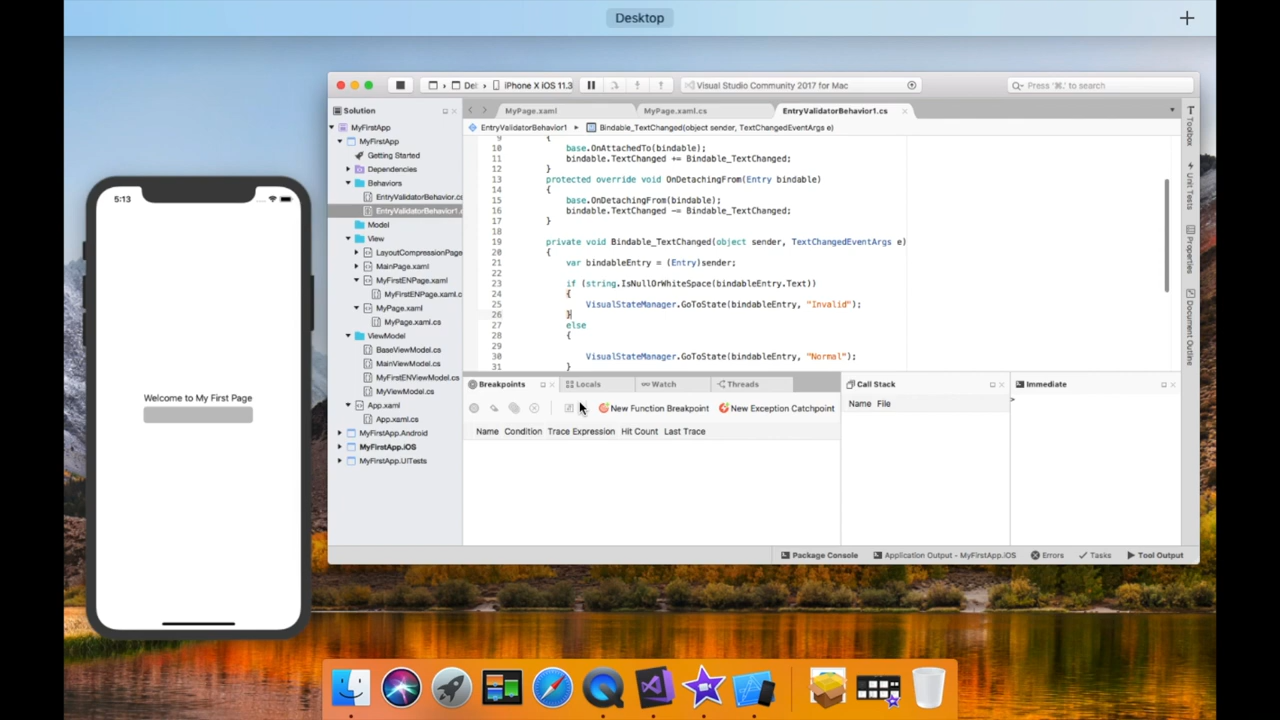 Desktop
5:13
Welcome to My First Page
iPhone X iOS 11.3
Visual Studio Community 2017 for Mac
Press '⌘.' to search
Solution
MyFirstApp
MyFirstApp
Getting Started
Dependencies
Behaviors
EntryValidatorBehavior.cs
EntryValidatorBehavior1.
Model
View
LayoutCompressionPage
MainPage.xaml
MyFirstENPage.xaml
MyFirstENPage.xaml.c
MyPage.xaml
MyPage.xaml.cs
ViewModel
BaseViewModel.cs
MainViewModel.cs
MyFirstENViewModel.cs
MyViewModel.cs
App.xaml
App.xaml.cs
MyFirstApp.Android
MyFirstApp.iOS
MyFirstApp.UITests
MyPage.xaml
MyPage.xaml.cs
EntryValidatorBehavior1.cs
EntryValidatorBehavior1
Bindable_TextChanged(object sender, TextChangedEventArgs e)
9 {
10 base.OnAttachedTo(bindable);
11 bindable.TextChanged += Bindable_TextChanged;
12 }
13 protected override void OnDetachingFrom(Entry bindable)
14 {
15 base.OnDetachingFrom(bindable);
16 bindable.TextChanged -= Bindable_TextChanged;
17 }
18
19 private void Bindable_TextChanged(object sender, TextChangedEventArgs e)
20 {
21 var bindableEntry = (Entry)sender;
22
23 if (string.IsNullOrWhiteSpace(bindableEntry.Text))
24 {
25 VisualStateManager.GoToState(bindableEntry, "Invalid");
26 }
27 else
28 {
29
30 VisualStateManager.GoToState(bindableEntry, "Normal");
31 }
Toolbox
Unit Tests
Properties
Document Outline
Breakpoints
Locals
Watch
Threads
New Function Breakpoint
New Exception Catchpoint
Name Condition Trace Expression Hit Count Last Trace
Call Stack
Name File
Immediate
>
Package Console
Application Output - MyFirstApp.iOS
Errors
Tasks
Tool Output